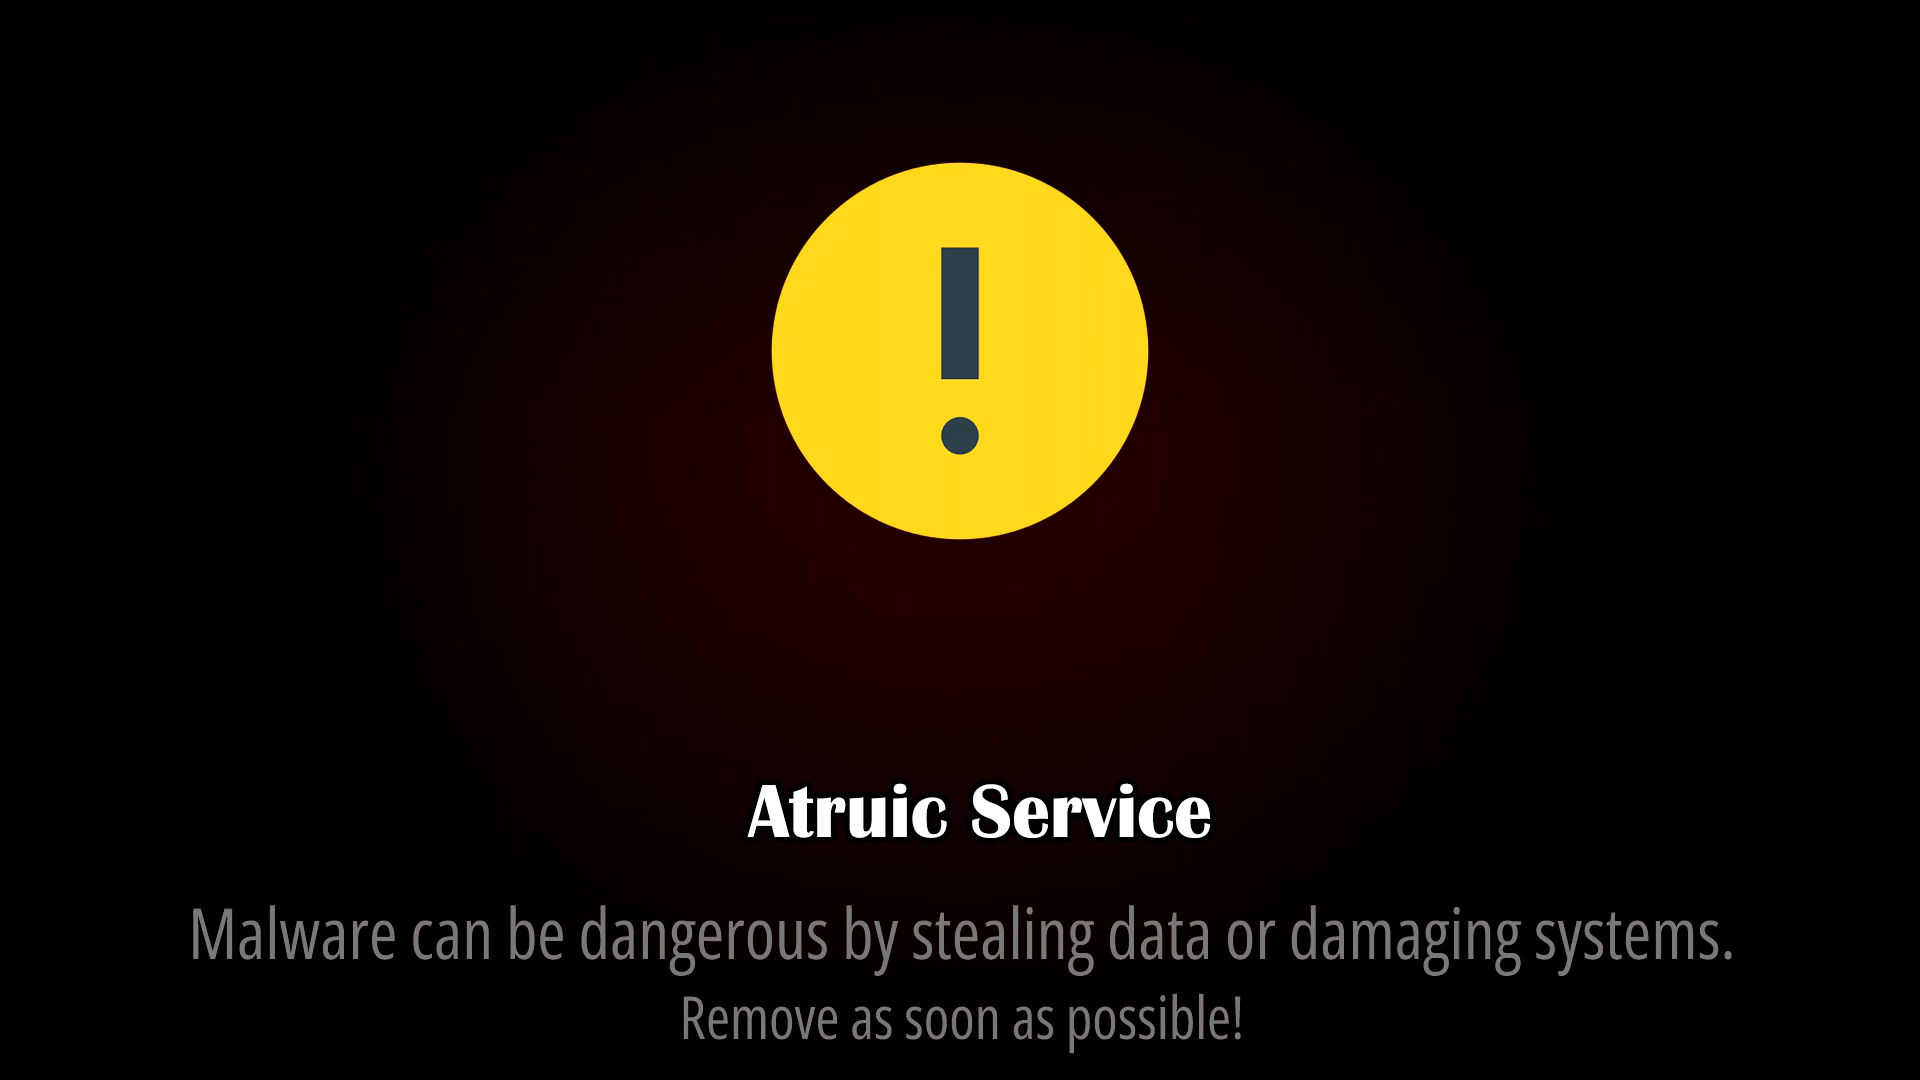 Atruic Service
Malware can be dangerous by stealing data or damaging systems.
Remove as soon as possible!